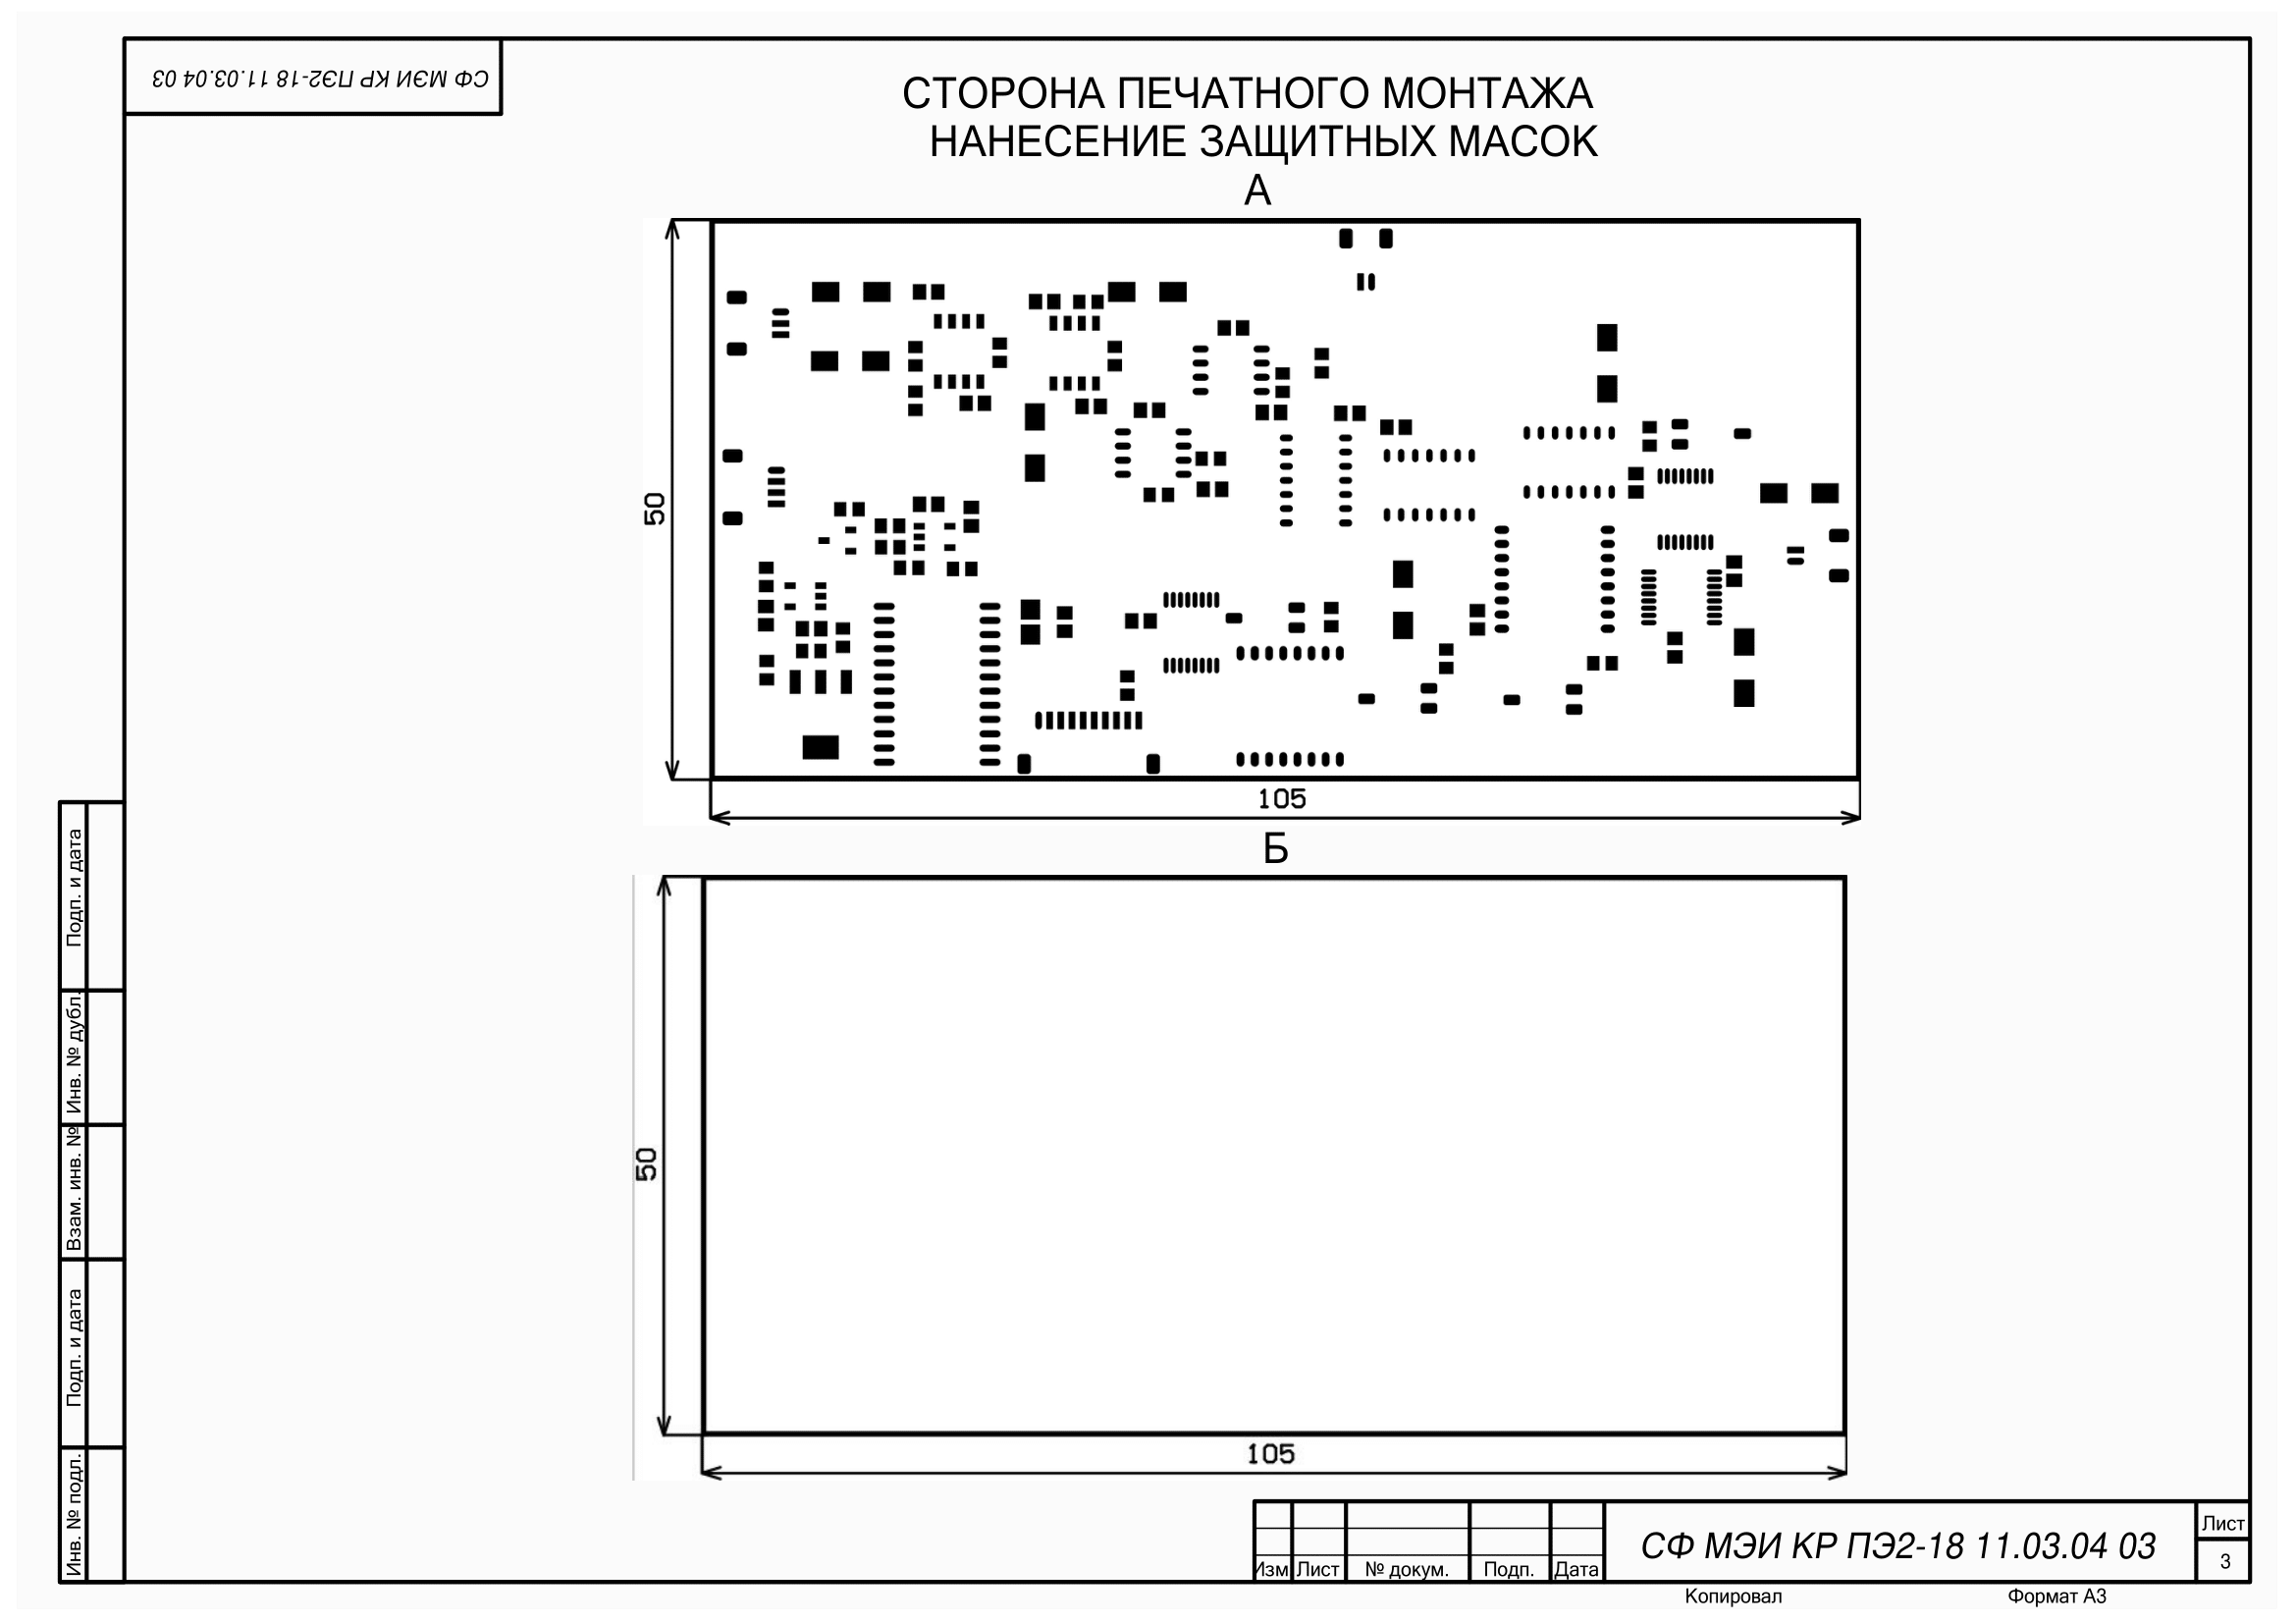 СФ МЭИ КР ПЭ2-18 11.03.04 03
СТОРОНА ПЕЧАТНОГО МОНТАЖА
НАНЕСЕНИЕ ЗАЩИТНЫХ МАСОК
А
50
105
Б
50
105
Подп. и дата
Инв. № дубл.
Взам. инв. №
Подп. и дата
Инв. № подл.
Изм Лист № докум. Подп. Дата
СФ МЭИ КР ПЭ2-18 11.03.04 03
Лист
3
Копировал Формат А3